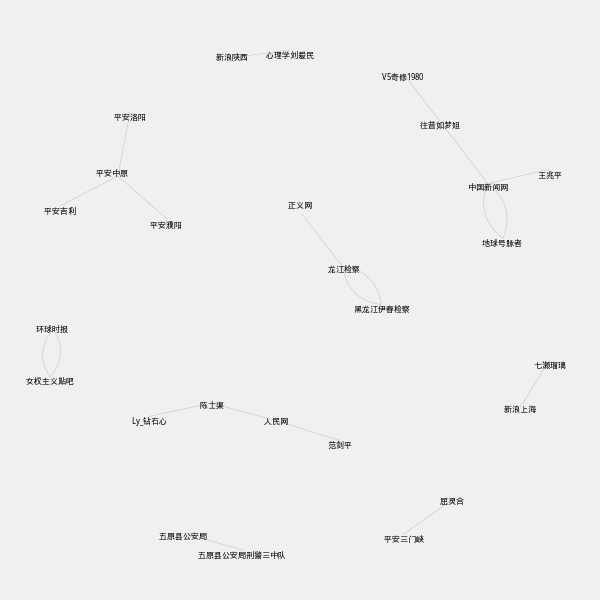 新浪陕西
心理学刘爱民
V5奇修1980
平安洛阳
往昔如梦姐
平安中原
王兆平
中国新闻网
正义网
平安吉利
平安濮阳
地球号脉者
龙江检察
黑龙江伊春检察
环球时报
七濑瑠璃
女权主义贴吧
陈士渠
新浪上海
Ly_钻石心
人民网
范剑平
屈灵合
五原县公安局
平安三门峡
五原县公安局刑警三中队